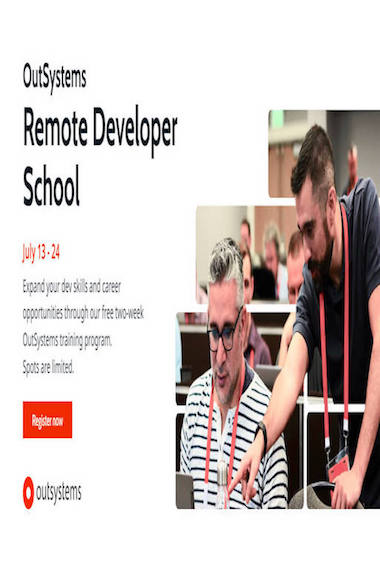 OutSystems
Remote Developer
School
July 13 - 24
Expand your dev skills and career
opportunities through our free two-week
OutSystems training program.
Spots are limited.
Register now
outsystems